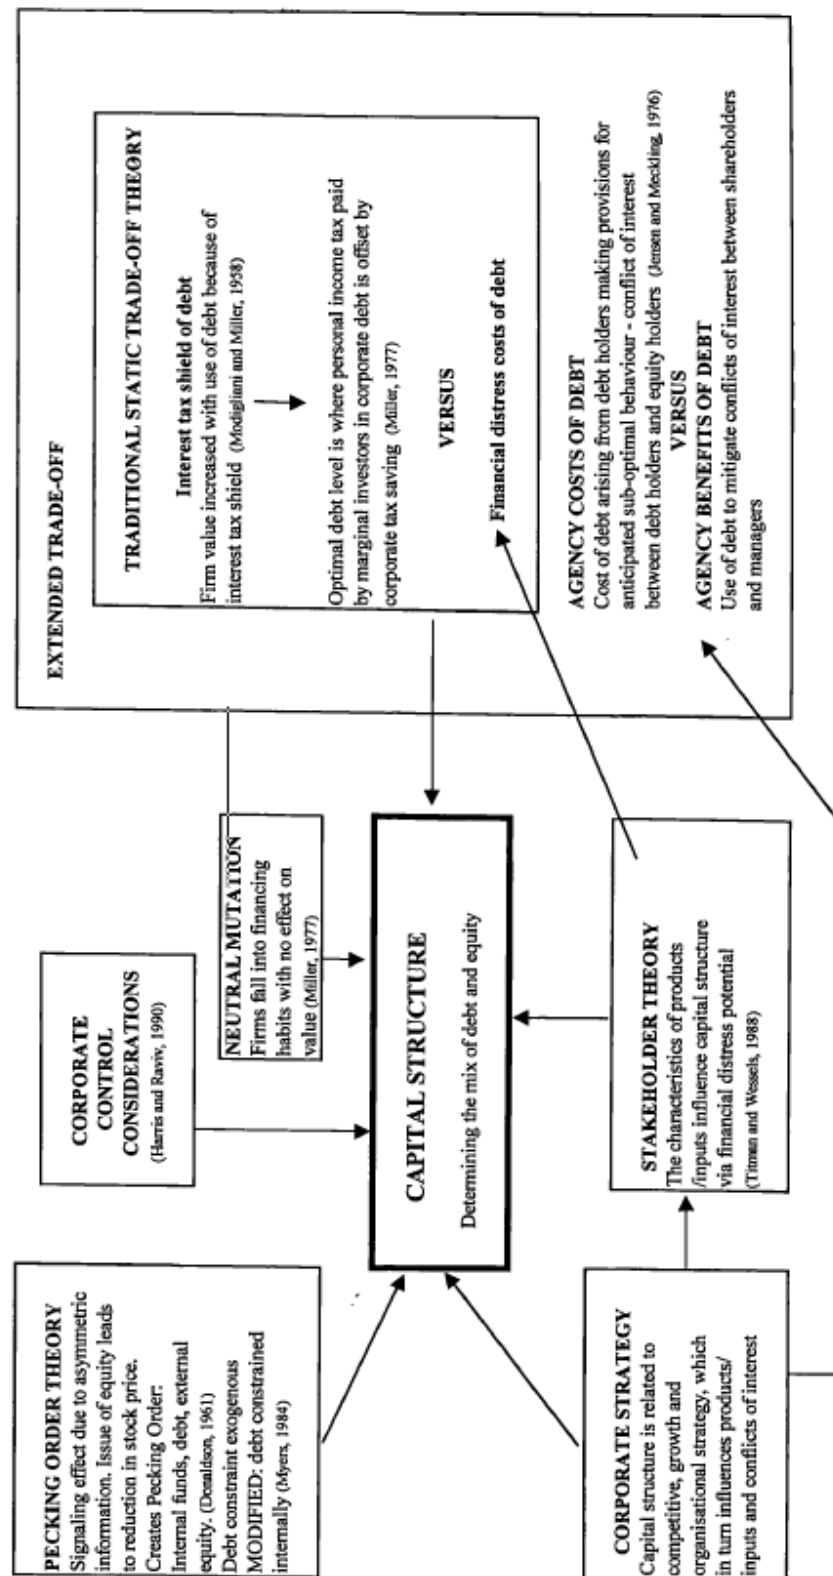 PECKING ORDER THEORY
Signaling effect due to asymmetric
information. Issue of equity leads
to reduction in stock price.
Creates Pecking Order:
Internal funds, debt, external
equity. (Donaldson, 1961)
Debt constraint exogenous
MODIFIED: debt constrained
internally (Myers, 1984)
CORPORATE
CONTROL
CONSIDERATIONS
(Harris and Raviv, 1990)
NEUTRAL MUTATION
Firms fall into financing
habits with no effect on
value (Miller, 1977)
EXTENDED TRADE-OFF
TRADITIONAL STATIC TRADE-OFF THEORY
Interest tax shield of debt
Firm value increased with use of debt because of
interest tax shield (Modigliani and Miller, 1958)
Optimal debt level is where personal income tax paid
by marginal investors in corporate debt is offset by
corporate tax saving (Miller, 1977)
VERSUS
Financial distress costs of debt
AGENCY COSTS OF DEBT
Cost of debt arising from debt holders making provisions for
anticipated sub-optimal behaviour - conflict of interest
between debt holders and equity holders (Jensen and Meckling, 1976)
VERSUS
AGENCY BENEFITS OF DEBT
Use of debt to mitigate conflicts of interest between shareholders
and managers
CAPITAL STRUCTURE
Determining the mix of debt and equity
CORPORATE STRATEGY
Capital structure is related to
competitive, growth and
organisational strategy, which
in turn influences products/
inputs and conflicts of interest
STAKEHOLDER THEORY
The characteristics of products
/inputs influence capital structure
via financial distress potential
(Titman and Wessels, 1988)